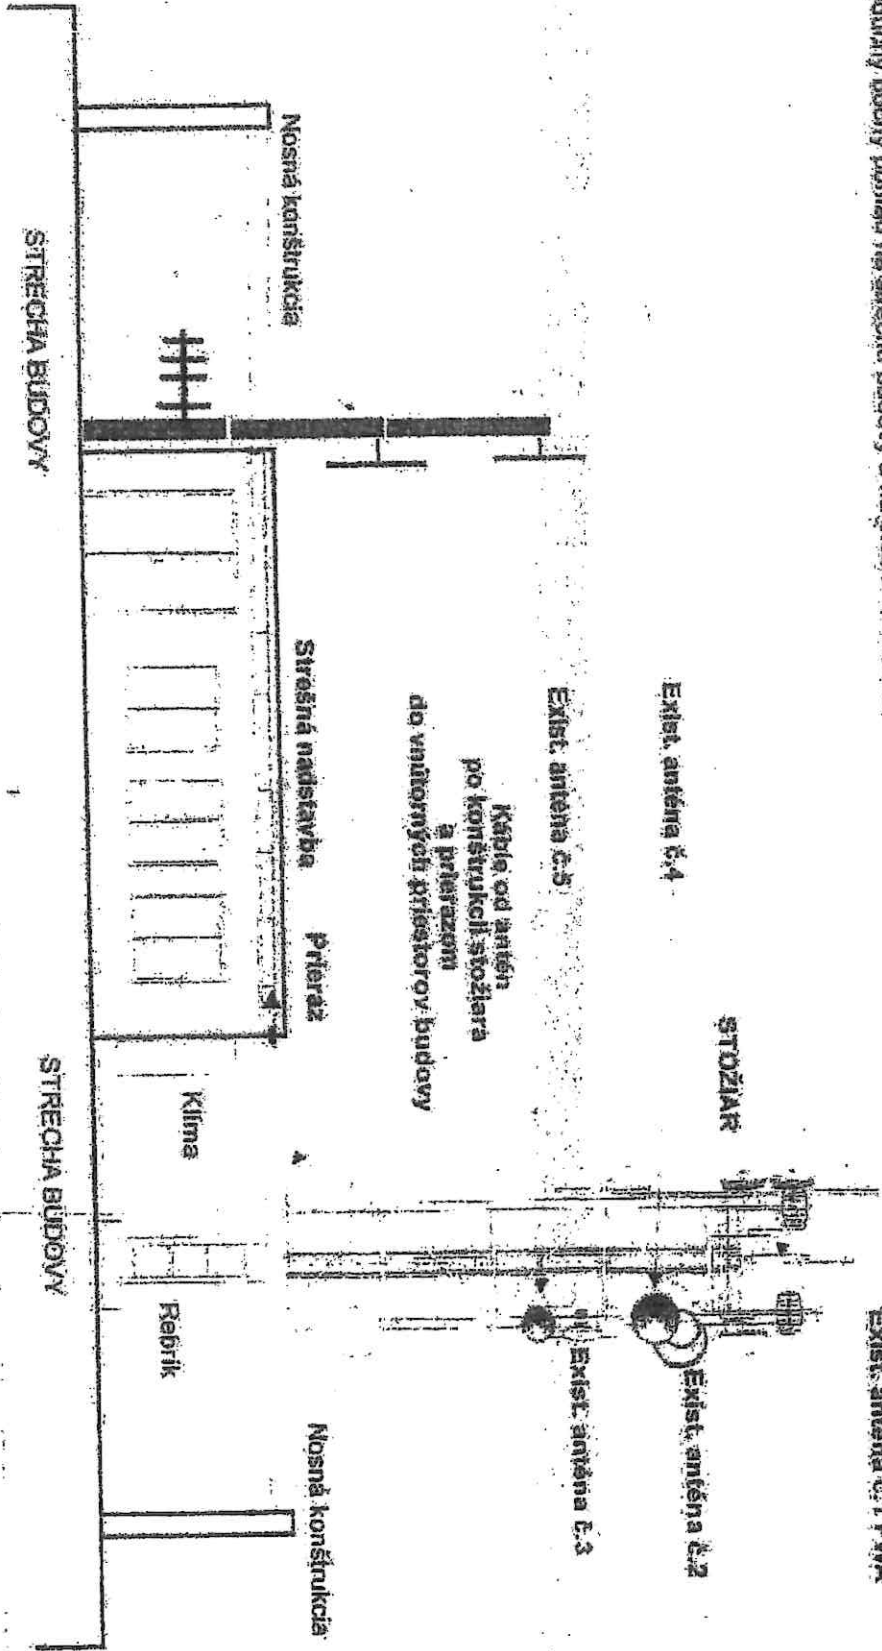 STOŽIAR
Exist. anténa č.4
Exist. anténa č.2
Exist. anténa č.5
Exist. anténa č.3
Káble od antén
po konštrukcii stožiara
a prierazom
do vnútorných priestorov budovy
Nosná konštrukcia
Strešná nadstavba
Prieraz
Nosná konštrukcia
Klíma
Rebrík
STRECHA BUDOVY
STRECHA BUDOVY